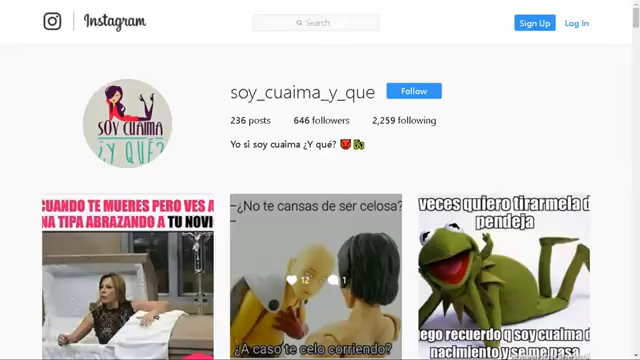 Instagram
Search
Sign Up
Log In
soy_cuaima_y_que
Follow
236 posts
646 followers
2,259 following
Yo si soy cuaima ¿Y qué?
SOY CUAIMA
¿Y QUÉ?
CUANDO TE MUERES PERO VES A
NA TIPA ABRAZANDO A TU NOVI
–¿No te cansas de ser celosa?
–
12
1
¿A caso te celo corriendo?
veces quiero tirarmela d
pendeja
ego recuerdo q soy cuaima d
nacimiento y se me pasa